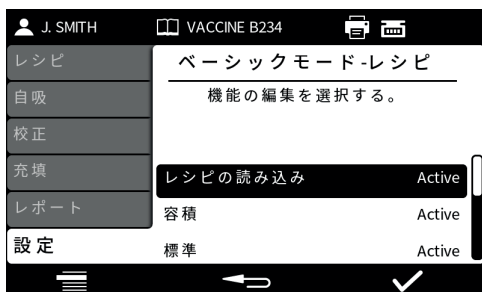 J. SMITH
VACCINE B234
レシピ
自吸
校正
充填
レポート
設定
ベーシックモード-レシピ
機能の編集を選択する。
レシピの読み込み Active
容積 Active
標準 Active